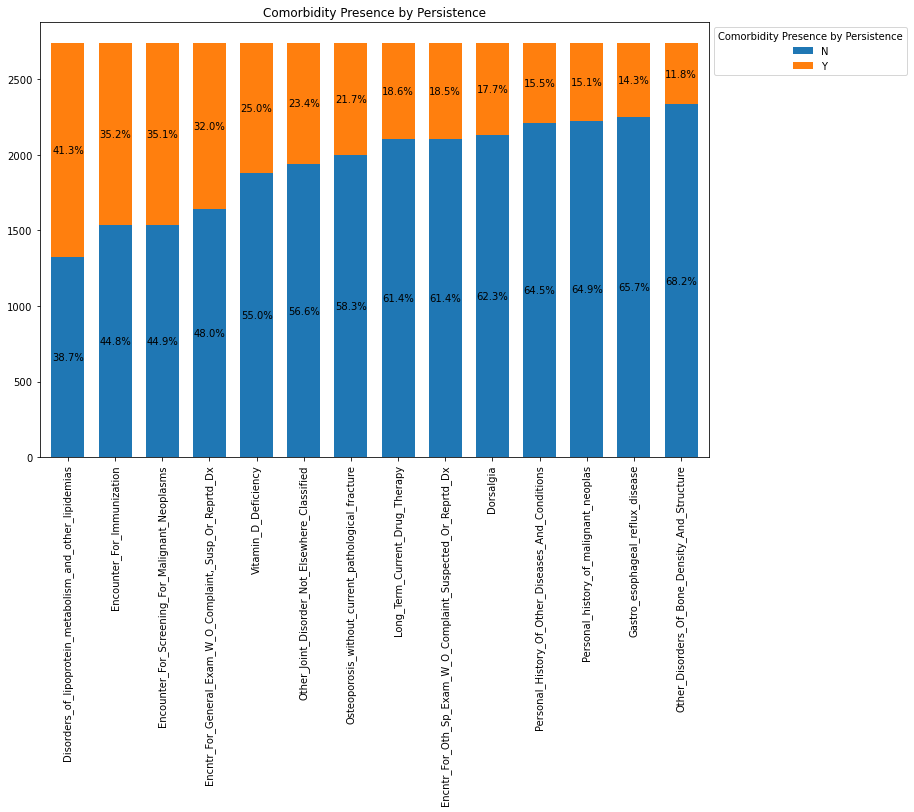 Comorbidity Presence by Persistence
Comorbidity Presence by Persistence
N
Y
2500
2000
1500
1000
500
0
41.3%
35.2%
35.1%
32.0%
25.0%
23.4%
21.7%
18.6%
18.5%
17.7%
15.5%
15.1%
14.3%
11.8%
38.7%
44.8%
44.9%
48.0%
55.0%
56.6%
58.3%
61.4%
61.4%
62.3%
64.5%
64.9%
65.7%
68.2%
Disorders_of_lipoprotein_metabolism_and_other_lipidemias
Encounter_For_Immunization
Encounter_For_Screening_For_Malignant_Neoplasms
Encntr_For_General_Exam_W_O_Complaint,_Susp_Or_Reprtd_Dx
Vitamin_D_Deficiency
Other_Joint_Disorder_Not_Elsewhere_Classified
Osteoporosis_without_current_pathological_fracture
Long_Term_Current_Drug_Therapy
Encntr_For_Oth_Sp_Exam_W_O_Complaint_Suspected_Or_Reprtd_Dx
Dorsalgia
Personal_History_Of_Other_Diseases_And_Conditions
Personal_history_of_malignant_neoplas
Gastro_esophageal_reflux_disease
Other_Disorders_Of_Bone_Density_And_Structure